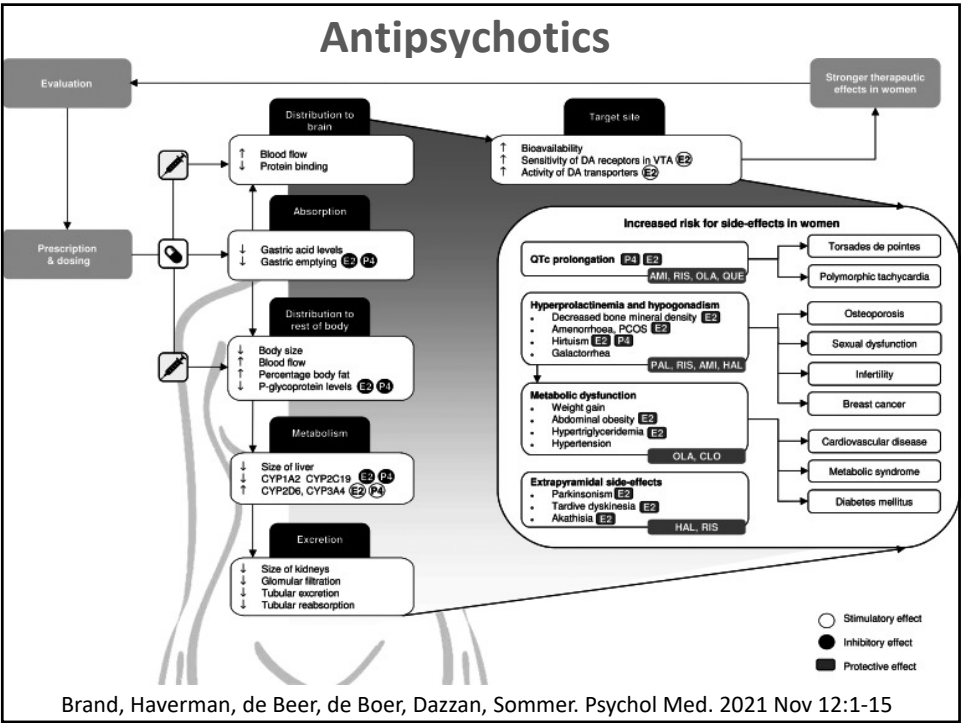 Antipsychotics
Evaluation
Stronger therapeutic
effects in women
Distribution to
brain
↑ Blood flow
↓ Protein binding
Target site
↑ Bioavailability
↑ Sensitivity of DA receptors in VTA E2
↑ Activity of DA transporters E2
Prescription
& dosing
Absorption
↓ Gastric acid levels
↓ Gastric emptying E2 P4
Distribution to
rest of body
↓ Body size
↑ Blood flow
↑ Percentage body fat
↓ P-glycoprotein levels E2 P4
Metabolism
↓ Size of liver
↓ CYP1A2 CYP2C19 E2 P4
↑ CYP2D6, CYP3A4 E2 P4
Excretion
↓ Size of kidneys
↓ Glomular filtration
↓ Tubular excretion
↓ Tubular reabsorption
Increased risk for side-effects in women
QTc prolongation P4 E2
AMI, RIS, OLA, QUE
Torsades de pointes
Polymorphic tachycardia
Hyperprolactinemia and hypogonadism
• Decreased bone mineral density E2
• Amenorrhoea, PCOS E2
• Hirtuism E2 P4
• Galactorrhea
PAL, RIS, AMI, HAL
Osteoporosis
Sexual dysfunction
Infertility
Breast cancer
Metabolic dysfunction
• Weight gain
• Abdominal obesity E2
• Hypertriglyceridemia E2
• Hypertension
OLA, CLO
Cardiovascular disease
Metabolic syndrome
Diabetes mellitus
Extrapyramidal side-effects
• Parkinsonism E2
• Tardive dyskinesia E2
• Akathisia E2
HAL, RIS
Stimulatory effect
Inhibitory effect
Protective effect
Brand, Haverman, de Beer, de Boer, Dazzan, Sommer. Psychol Med. 2021 Nov 12:1-15